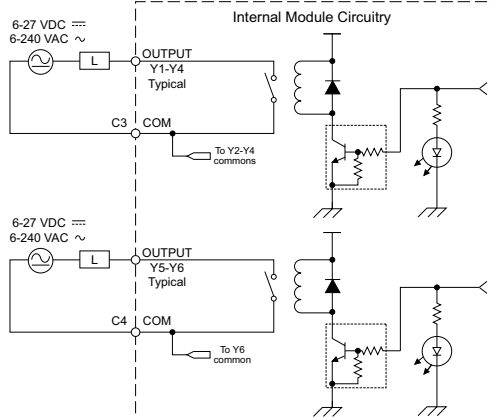 Internal Module Circuitry
6-27 VDC ⎓
6-240 VAC ∿
L
OUTPUT
Y1-Y4
Typical
C3
COM
To Y2-Y4
commons
6-27 VDC ⎓
6-240 VAC ∿
L
OUTPUT
Y5-Y6
Typical
C4
COM
To Y6
common